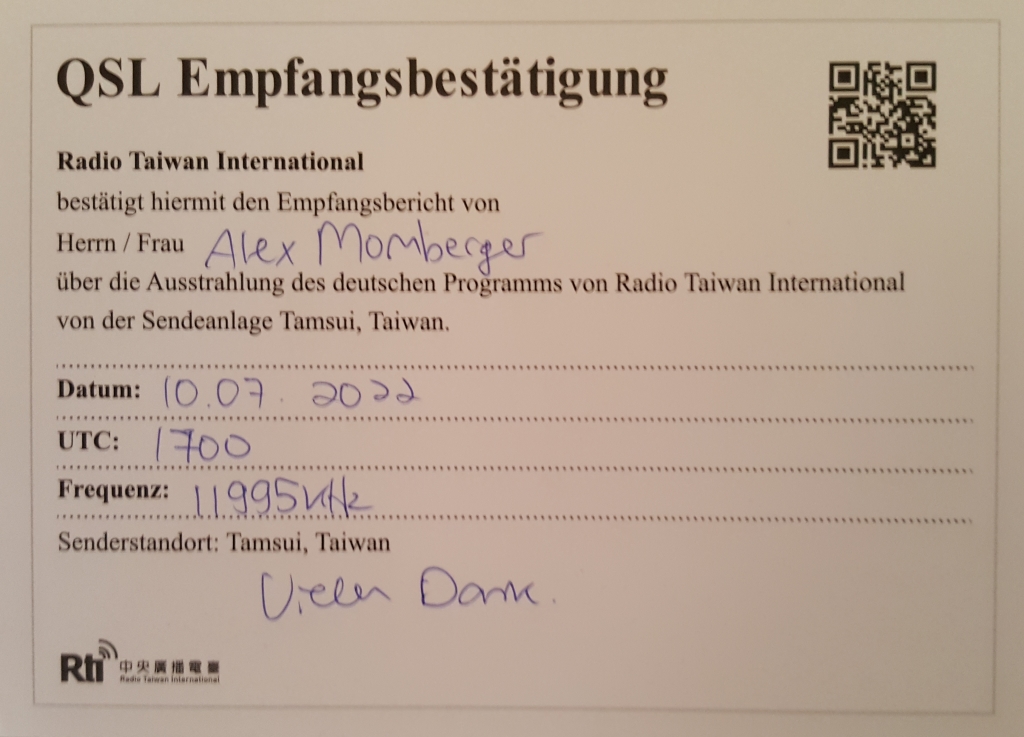 QSL Empfangsbestätigung
Radio Taiwan International
bestätigt hiermit den Empfangsbericht von
Herrn / Frau Alex Momberger
über die Ausstrahlung des deutschen Programms von Radio Taiwan International
von der Sendeanlage Tamsui, Taiwan.
Datum: 10.07.2022
UTC: 1700
Frequenz: 11995kHz
Senderstandort: Tamsui, Taiwan
Vielen Dank.
Rti 中央廣播電臺
Radio Taiwan International